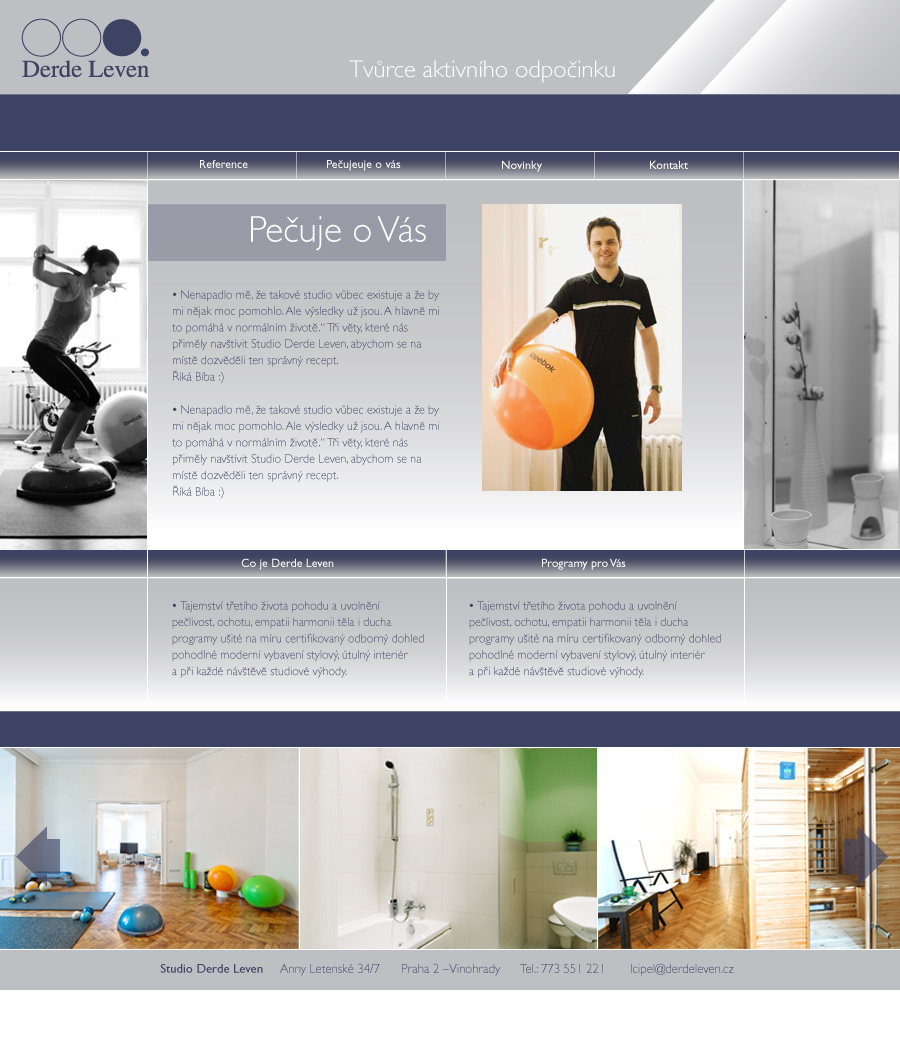 Derde Leven
Tvůrce aktivního odpočinku
Reference
Pečujeuje o vás
Novinky
Kontakt
Pečuje o Vás
• Nenapadlo mě, že takové studio vůbec existuje a že by
mi nějak moc pomohlo. Ale výsledky už jsou. A hlavně mi
to pomáhá v normálním životě.“ Tři věty, které nás
přiměly navštívit Studio Derde Leven, abychom se na
místě dozvěděli ten správný recept.
Říká Bíba :)
• Nenapadlo mě, že takové studio vůbec existuje a že by
mi nějak moc pomohlo. Ale výsledky už jsou. A hlavně mi
to pomáhá v normálním životě.“ Tři věty, které nás
přiměly navštívit Studio Derde Leven, abychom se na
místě dozvěděli ten správný recept.
Říká Bíba :)
Reebok
Reebok
Co je Derde Leven
• Tajemství třetího života pohodu a uvolnění
pečlivost, ochotu, empatii harmonii těla i ducha
programy ušité na míru certifikovaný odborný dohled
pohodlné moderní vybavení stylový, útulný interiér
a při každé návštěvě studiové výhody.
Programy pro Vás
• Tajemství třetího života pohodu a uvolnění
pečlivost, ochotu, empatii harmonii těla i ducha
programy ušité na míru certifikovaný odborný dohled
pohodlné moderní vybavení stylový, útulný interiér
a při každé návštěvě studiové výhody.
Studio Derde Leven Anny Letenské 34/7 Praha 2 –Vinohrady Tel.: 773 551 221 lcipel@derdeleven.cz